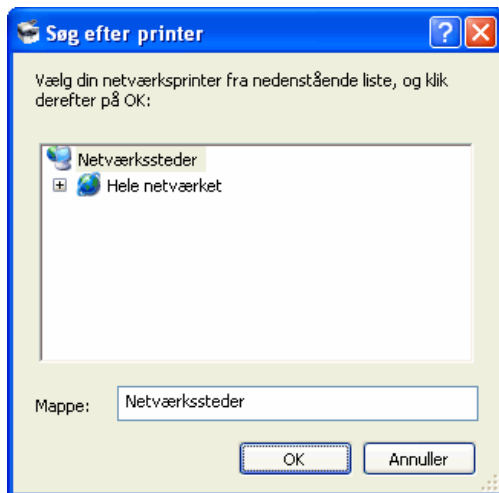 Søg efter printer
Vælg din netværksprinter fra nedenstående liste, og klik
derefter på OK:
Netværkssteder
Hele netværket
Mappe: Netværkssteder
OK Annuller